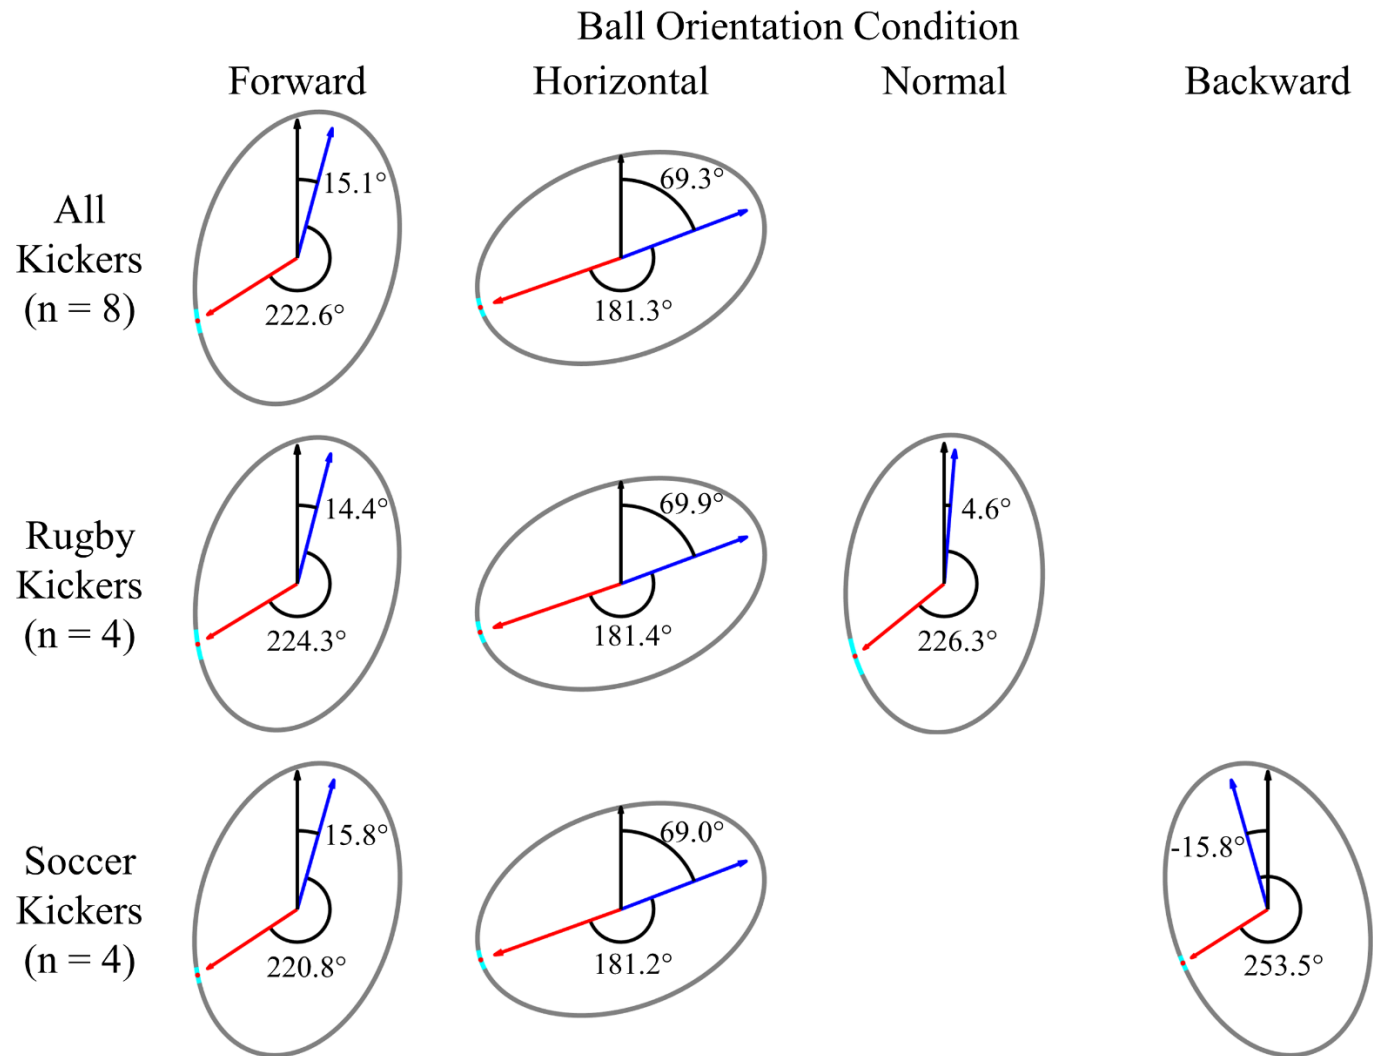 Ball Orientation Condition
Forward Horizontal Normal Backward
All
Kickers
(n = 8)
15.1°
222.6°
69.3°
181.3°
Rugby
Kickers
(n = 4)
14.4°
224.3°
69.9°
181.4°
4.6°
226.3°
Soccer
Kickers
(n = 4)
15.8°
220.8°
69.0°
181.2°
-15.8°
253.5°